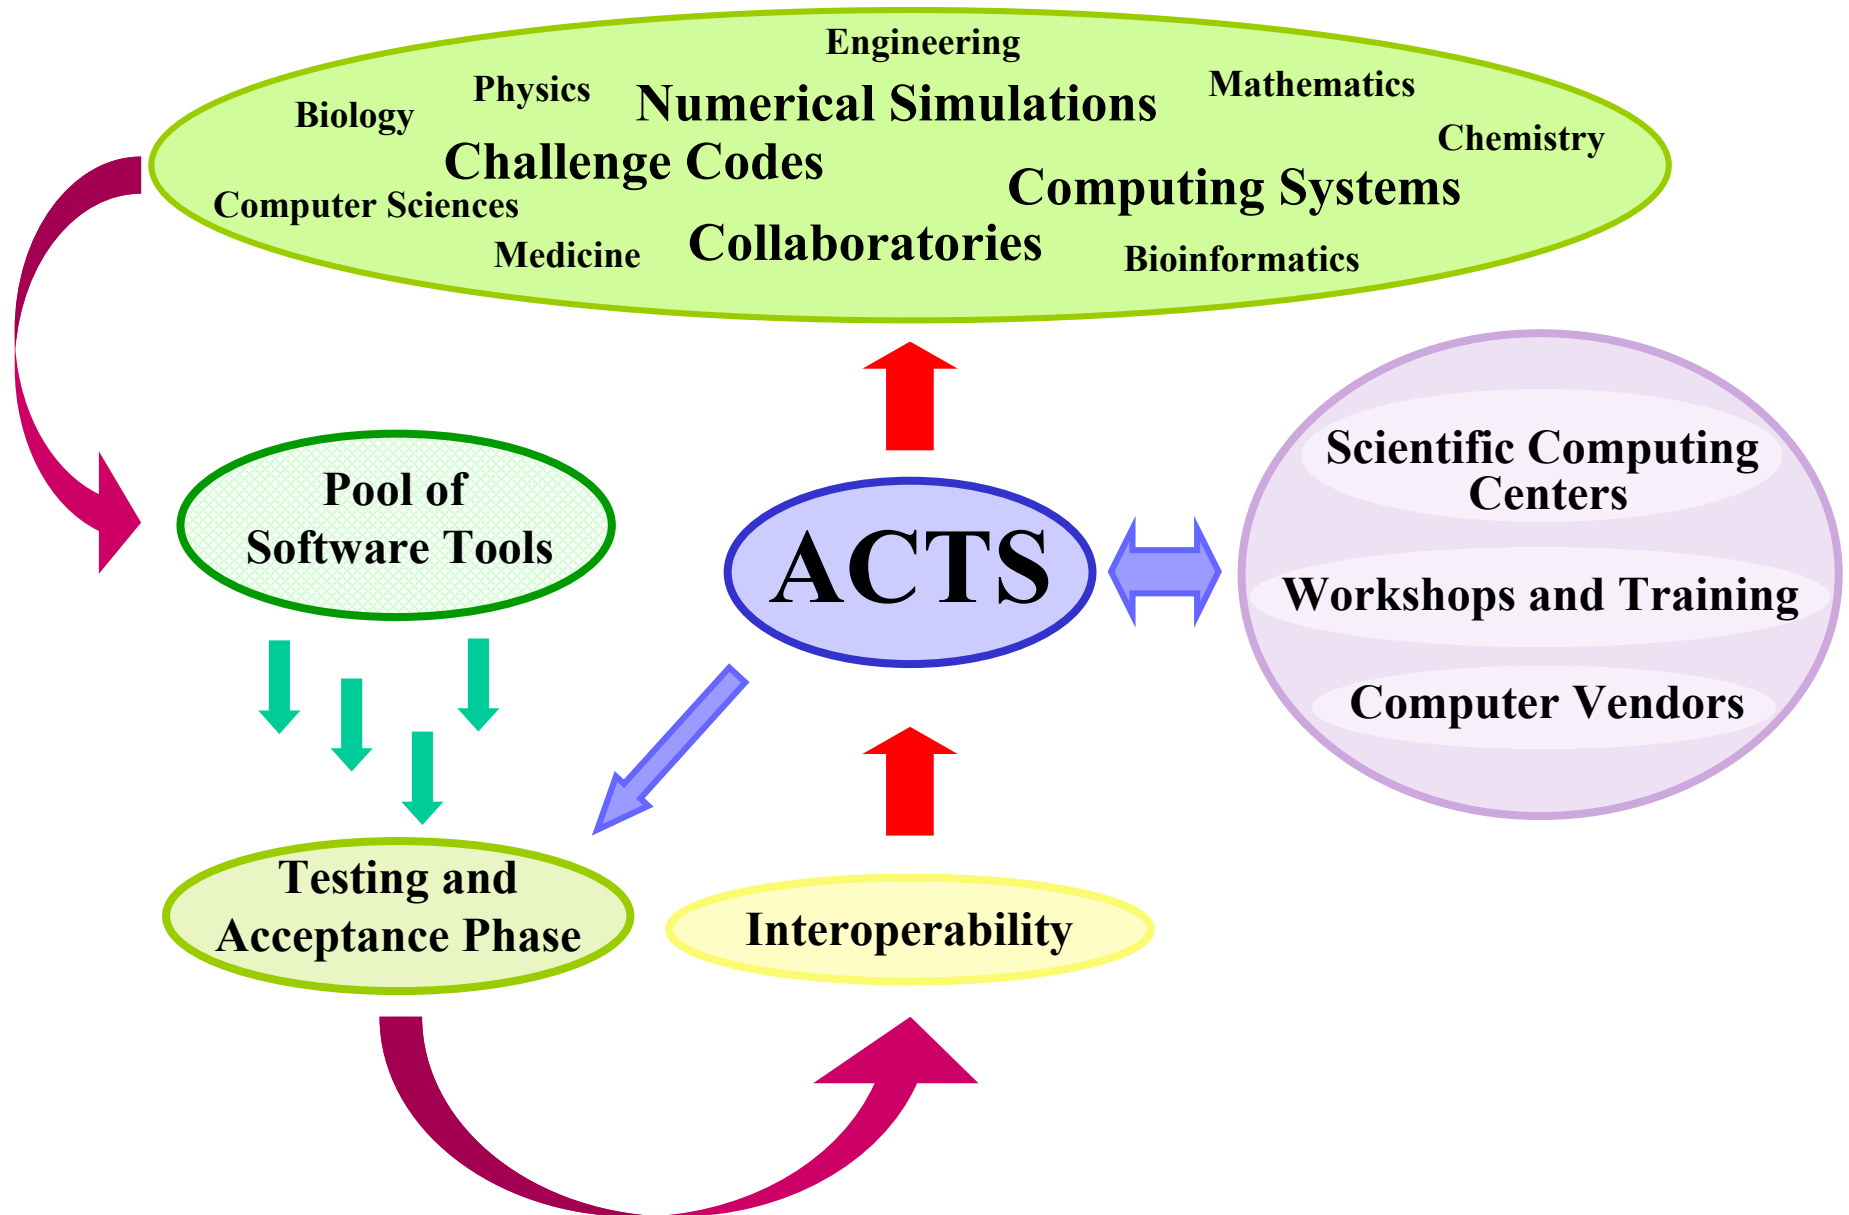 Engineering
Physics
Mathematics
Biology
Numerical Simulations
Chemistry
Challenge Codes
Computing Systems
Computer Sciences
Medicine
Collaboratories
Bioinformatics
Pool of
Software Tools
ACTS
Scientific Computing
Centers
Workshops and Training
Computer Vendors
Testing and
Acceptance Phase
Interoperability